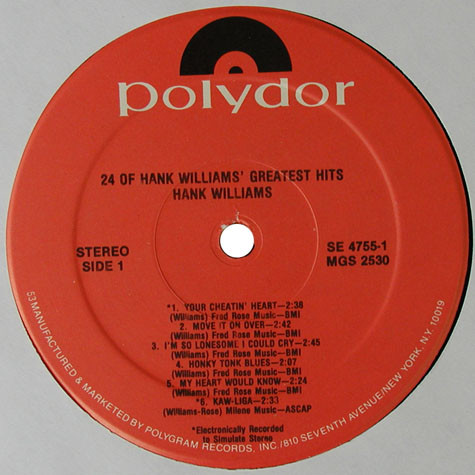 polydor
24 OF HANK WILLIAMS' GREATEST HITS
HANK WILLIAMS
STEREO
SIDE 1
SE 4755-1
MGS 2530
*1. YOUR CHEATIN' HEART—2:36
(Williams) Fred Rose Music—BMI
2. MOVE IT ON OVER—2:42
(Williams) Fred Rose Music—BMI
3. I'M SO LONESOME I COULD CRY—2:45
(Williams) Fred Rose Music—BMI
4. HONKY TONK BLUES—2:07
(Williams) Fred Rose Music—BMI
5. MY HEART WOULD KNOW—2:24
(Williams) Fred Rose Music—BMI
*6. KAW-LIGA—2:33
(Williams-Rose) Milene Music—ASCAP
*Electronically Recorded
to Simulate Stereo
53 MANUFACTURED & MARKETED BY POLYGRAM RECORDS, INC./810 SEVENTH AVENUE/NEW YORK, NY. 10019